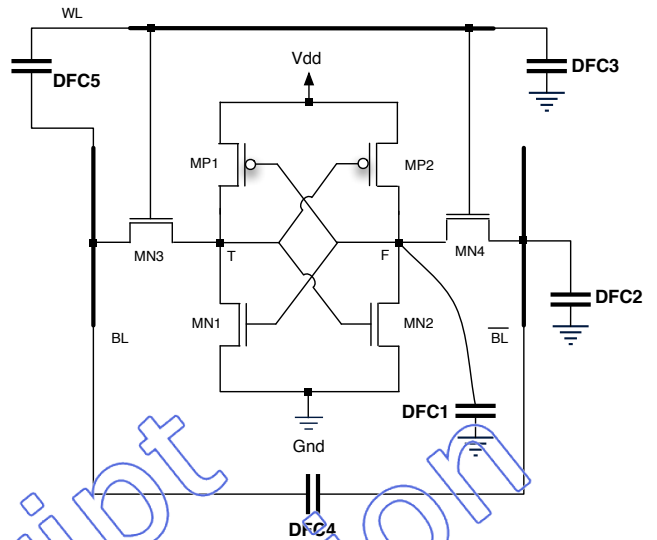 WL
Vdd
DFC5
DFC3
MP1
MP2
MN3
T
F
MN4
DFC2
MN1
MN2
BL
BL
DFC1
Gnd
DFC4